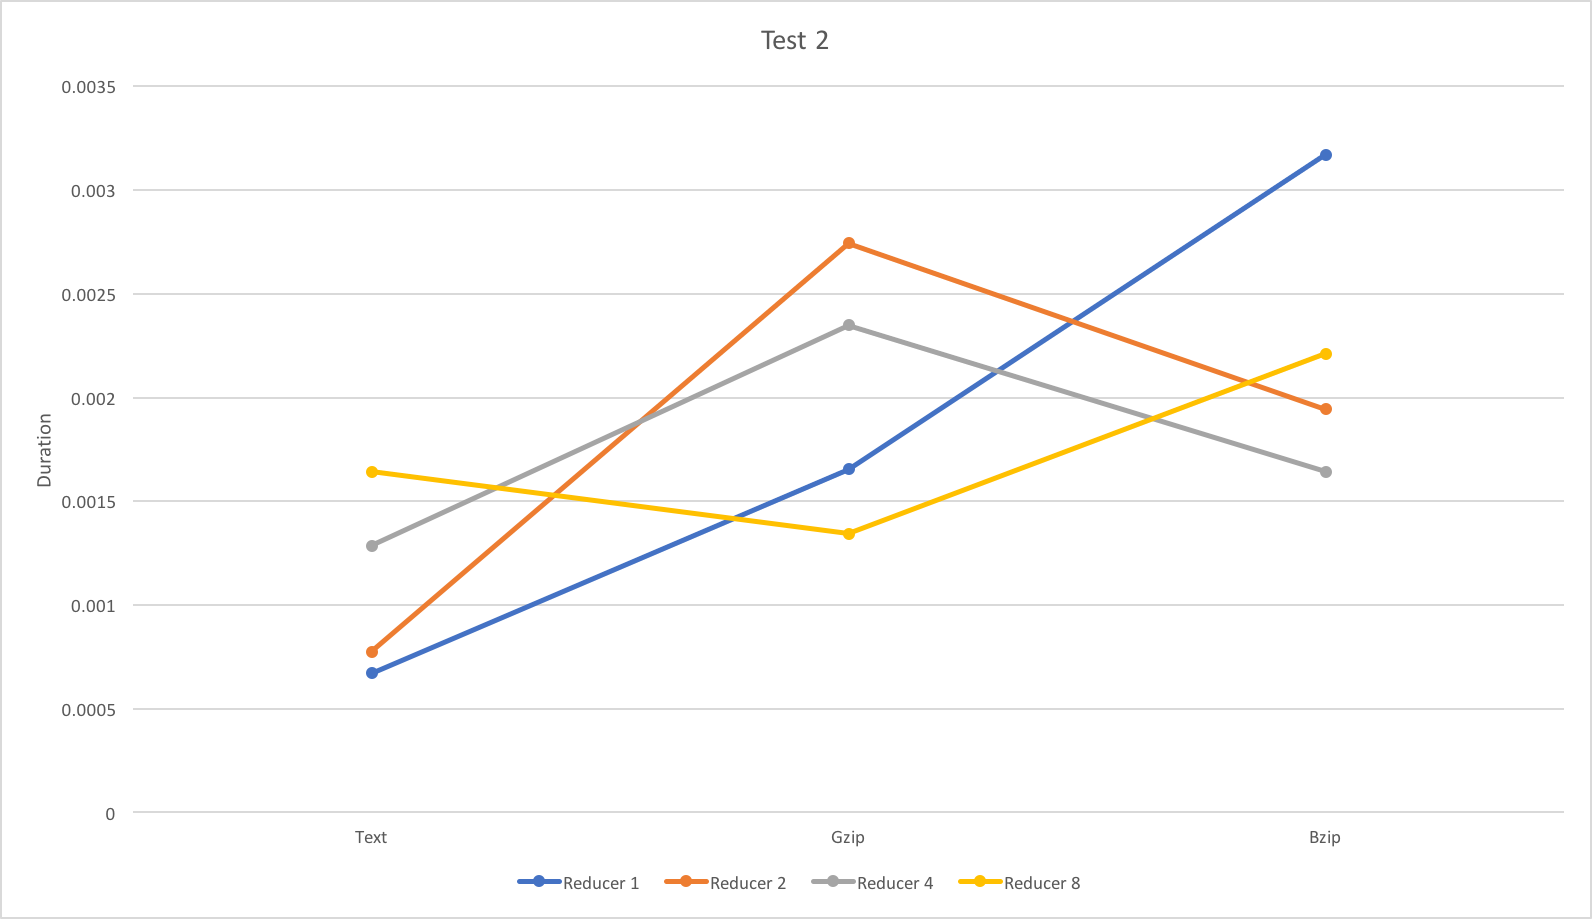 Test 2
0.0035
0.003
0.0025
0.002
0.0015
0.001
0.0005
0
Duration
Text Gzip Bzip
Reducer 1 Reducer 2 Reducer 4 Reducer 8